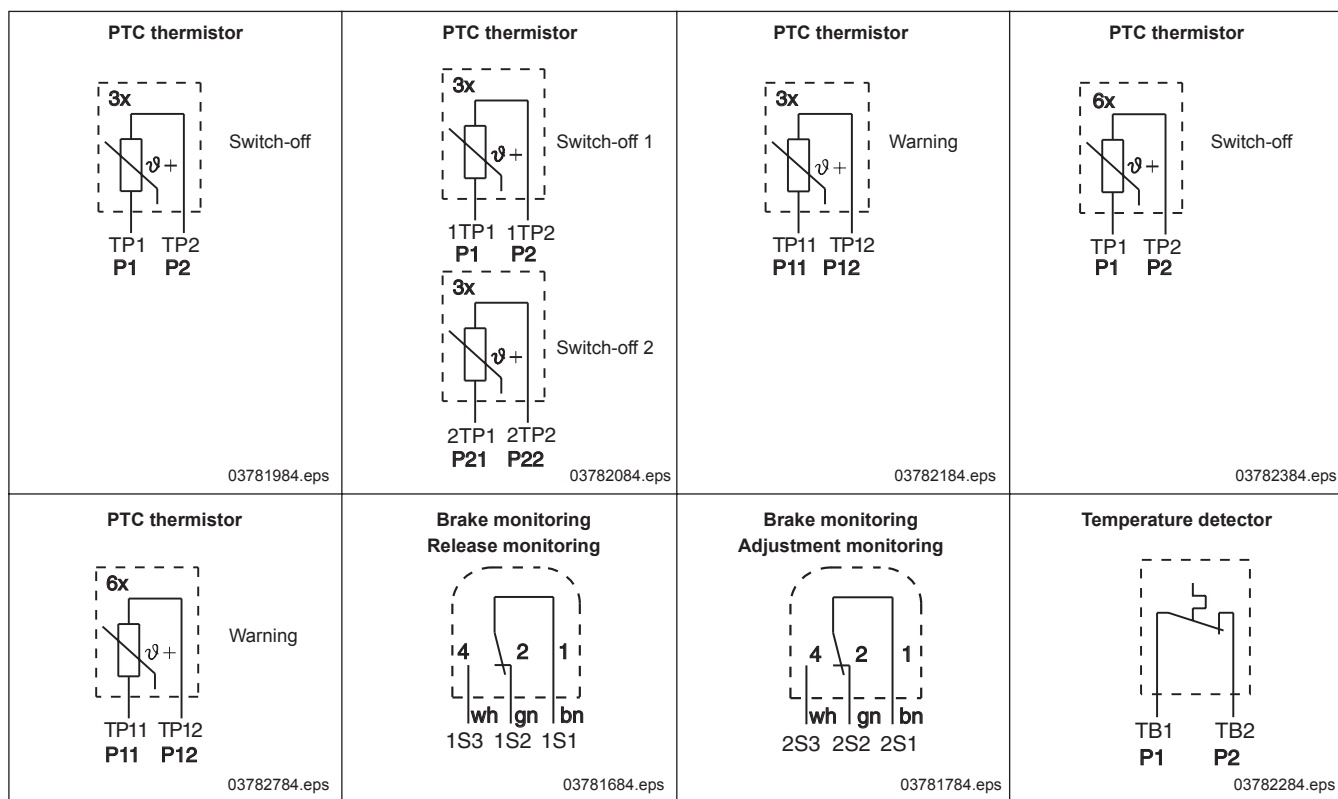 PTC thermistor
3x
ϑ +
Switch-off
TP1 TP2
P1 P2
03781984.eps
PTC thermistor
3x
ϑ +
Switch-off 1
1TP1 1TP2
P1 P2
3x
ϑ +
Switch-off 2
2TP1 2TP2
P21 P22
03782084.eps
PTC thermistor
3x
ϑ +
Warning
TP11 TP12
P11 P12
03782184.eps
PTC thermistor
6x
ϑ +
Switch-off
TP1 TP2
P1 P2
03782384.eps
PTC thermistor
6x
ϑ +
Warning
TP11 TP12
P11 P12
03782784.eps
Brake monitoring
Release monitoring
4 2 1
wh gn bn
1S3 1S2 1S1
03781684.eps
Brake monitoring
Adjustment monitoring
4 2 1
wh gn bn
2S3 2S2 2S1
03781784.eps
Temperature detector
TB1 TB2
P1 P2
03782284.eps